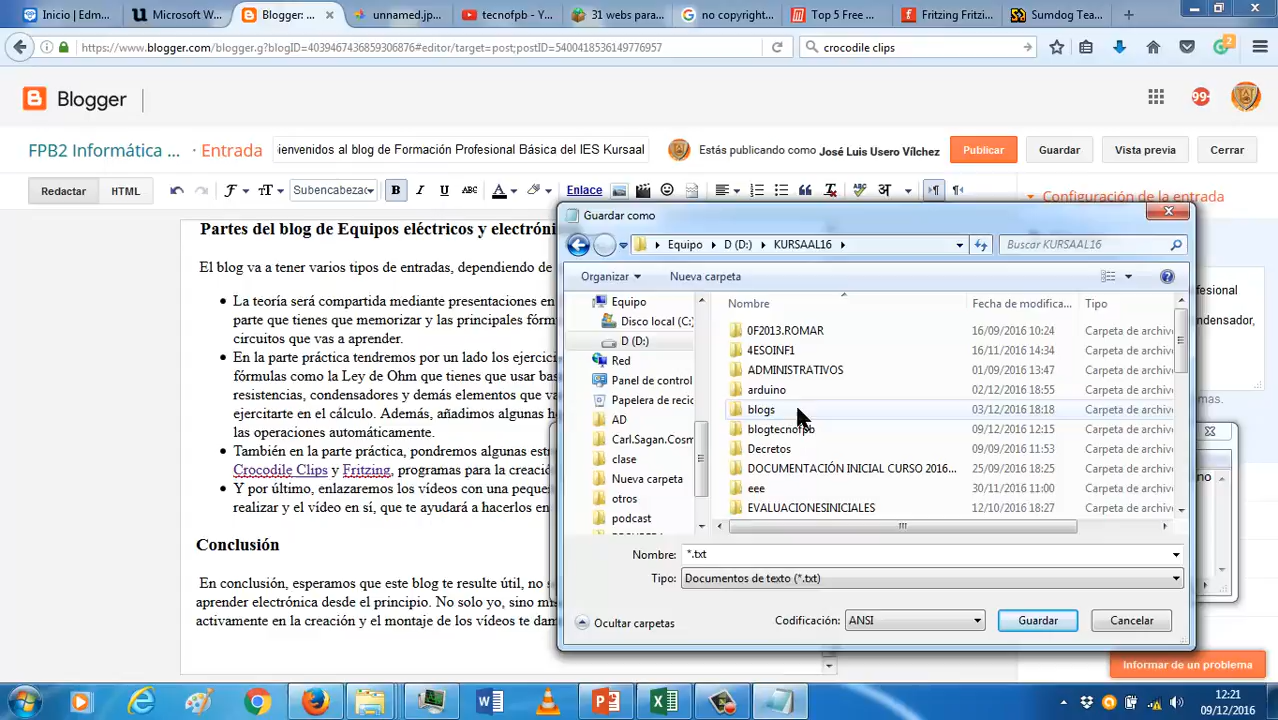 Inicio | Edm...
Microsoft W...
Blogger: ...
unnamed.jp...
tecnofpb - Y...
31 webs para...
no copyright...
Top 5 Free ...
Fritzing Fritzi...
Sumdog Tea...
https://www.blogger.com/blogger.g?blogID=4039467436859306876#editor/target=post;postID=5400418536149776957
crocodile clips
2
Blogger
99+
FPB2 Informática ...
Entrada
ienvenidos al blog de Formación Profesional Básica del IES Kursaal
Estás publicando como José Luis Usero Vílchez
Publicar
Guardar
Vista previa
Cerrar
Redactar
HTML
Subencabeza
B
I
U
ABC
A
Enlace
Configuración de la entrada
Partes del blog de Equipos eléctricos y electróni
El blog va a tener varios tipos de entradas, dependiendo de
La teoría será compartida mediante presentaciones en
parte que tienes que memorizar y las principales fórm
circuitos que vas a aprender.
En la parte práctica tendremos por un lado los ejercici
fórmulas como la Ley de Ohm que tienes que usar bas
resistencias, condensadores y demás elementos que va
ejercitarte en el cálculo. Además, añadimos algunas h
las operaciones automáticamente.
También en la parte práctica, pondremos algunas estr
Crocodile Clips y Fritzing, programas para la creació
Y por último, enlazaremos los vídeos con una peque
realizar y el vídeo en sí, que te ayudará a hacerlos en
Conclusión
En conclusión, esperamos que este blog te resulte útil, no s
aprender electrónica desde el principio. No solo yo, sino mi
activamente en la creación y el montaje de los vídeos te dam
esional
ndensador,
as.
no
Guardar como
Equipo
D (D:)
KURSAAL16
Buscar KURSAAL16
Organizar
Nueva carpeta
Equipo
Disco local (C:
D (D:)
Red
Panel de control
Papelera de recic
AD
Carl.Sagan.Cosm
clase
Nueva carpeta
otros
podcast
Nombre
Fecha de modifica...
Tipo
0F2013.ROMAR 16/09/2016 10:24 Carpeta de archiv
4ESOINF1 16/11/2016 14:34 Carpeta de archiv
ADMINISTRATIVOS 01/09/2016 13:47 Carpeta de archiv
arduino 02/12/2016 18:55 Carpeta de archiv
blogs 03/12/2016 18:18 Carpeta de archiv
blogtecnofpb 09/12/2016 12:15 Carpeta de archiv
Decretos 09/09/2016 11:53 Carpeta de archiv
DOCUMENTACIÓN INICIAL CURSO 2016... 25/09/2016 18:25 Carpeta de archiv
eee 30/11/2016 11:00 Carpeta de archiv
EVALUACIONESINICIALES 12/10/2016 18:27 Carpeta de archiv
Nombre: *.txt
Tipo: Documentos de texto (*.txt)
Ocultar carpetas
Codificación: ANSI
Guardar
Cancelar
Informar de un problema
12:21
09/12/2016